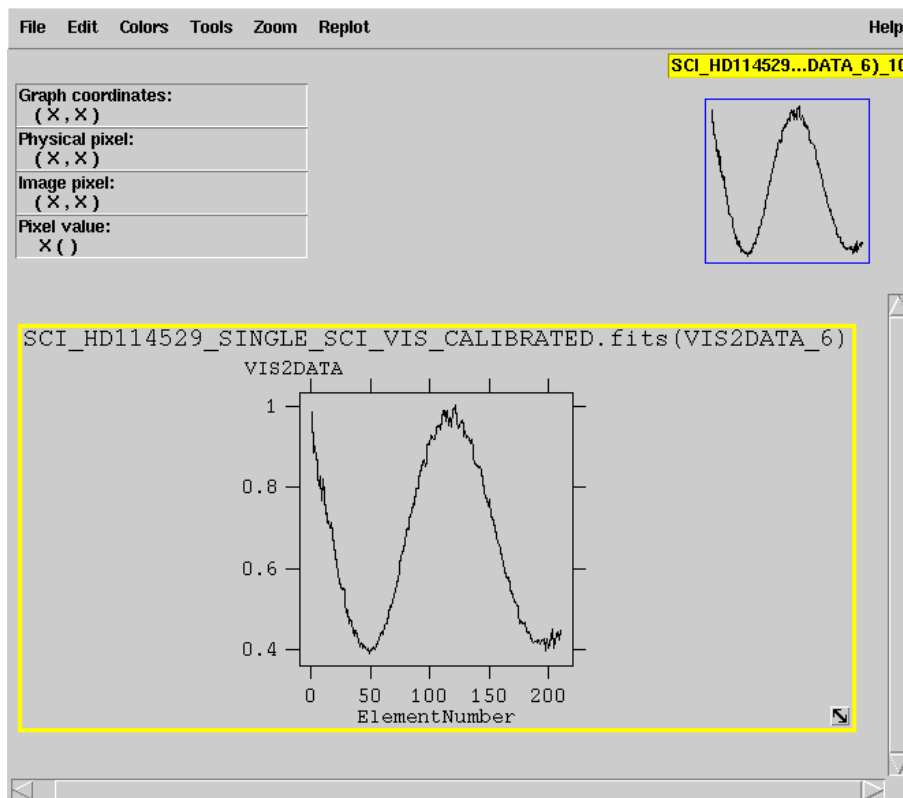 File Edit Colors Tools Zoom Replot Help
SCI_HD114529...DATA_6)_10
Graph coordinates:
(X,X)
Physical pixel:
(X,X)
Image pixel:
(X,X)
Pixel value:
X()
SCI_HD114529_SINGLE_SCI_VIS_CALIBRATED.fits(VIS2DATA_6)
VIS2DATA
1
0.8
0.6
0.4
0 50 100 150 200
ElementNumber